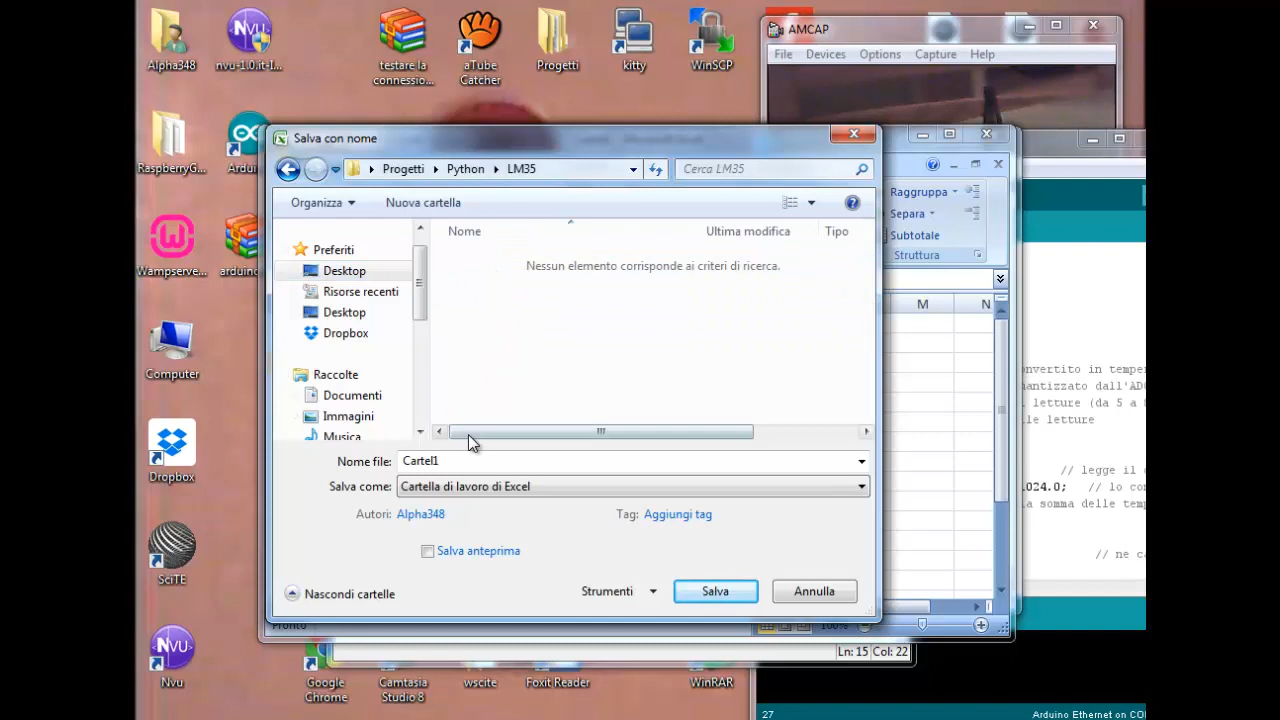 Alpha348
nvu-1.0.it-I...
testare la
connessio...
aTube
Catcher
Progetti
kitty
WinSCP
AMCAP
File Devices Options Capture Help
RaspberryG...
Ardui
Salva con nome
Progetti Python LM35
Cerca LM35
Organizza Nuova cartella
Raggruppa
Separa
Subtotale
Struttura
Nome Ultima modifica Tipo
Nessun elemento corrisponde ai criteri di ricerca.
Preferiti
Desktop
Risorse recenti
Desktop
Dropbox
Raccolte
Documenti
Immagini
Musica
Wampserve...
arduino
M N
Computer
Dropbox
SciTE
Nvu
onvertito in temper
uantizzato dall'ADC
letture (da 5 a
le letture
// legge il
024.0; // lo con
la somma delle temp
// ne ca
Nome file: Cartel1
Salva come: Cartella di lavoro di Excel
Autori: Alpha348 Tag: Aggiungi tag
Salva anteprima
Nascondi cartelle Strumenti Salva Annulla
Pronto 100%
Ln: 15 Col: 22
Google
Chrome
Camtasia
Studio 8
wscite
Foxit Reader
WinRAR
27 Arduino Ethernet on CO